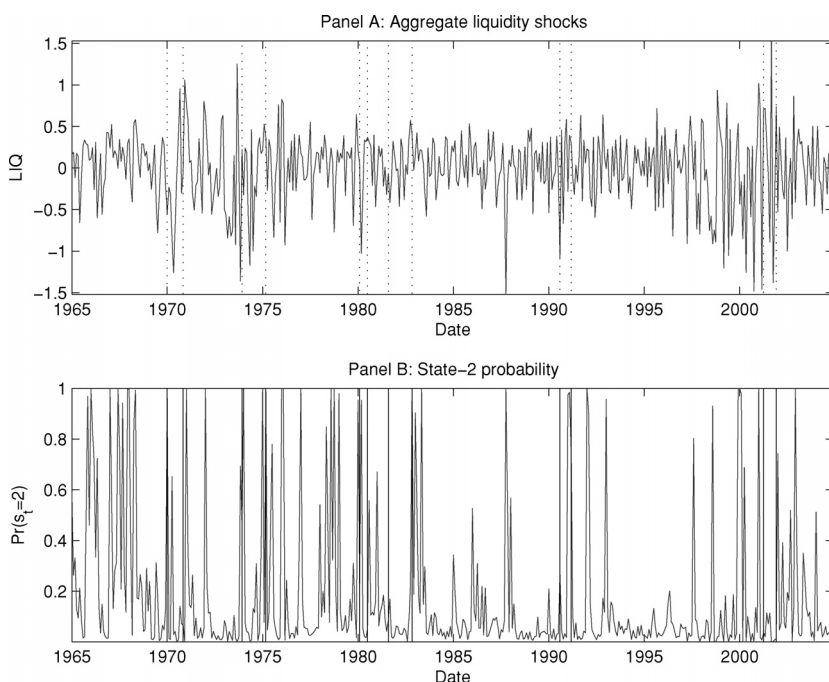 Panel A: Aggregate liquidity shocks
1.5
1
0.5
0
−0.5
−1
−1.5
LIQ
1965 1970 1975 1980 1985 1990 1995 2000
Date
Panel B: State−2 probability
1
0.8
0.6
0.4
0.2
Pr(s_t=2)
1965 1970 1975 1980 1985 1990 1995 2000
Date